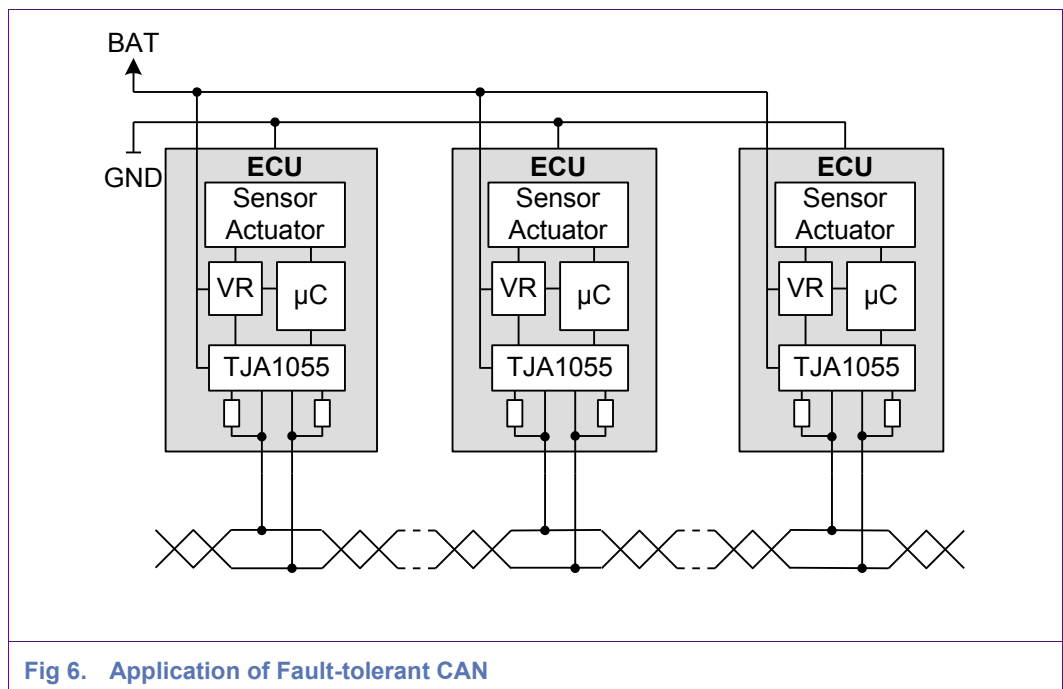 BAT
GND
ECU
Sensor
Actuator
VR
µC
TJA1055
ECU
Sensor
Actuator
VR
µC
TJA1055
ECU
Sensor
Actuator
VR
µC
TJA1055
Fig 6. Application of Fault-tolerant CAN